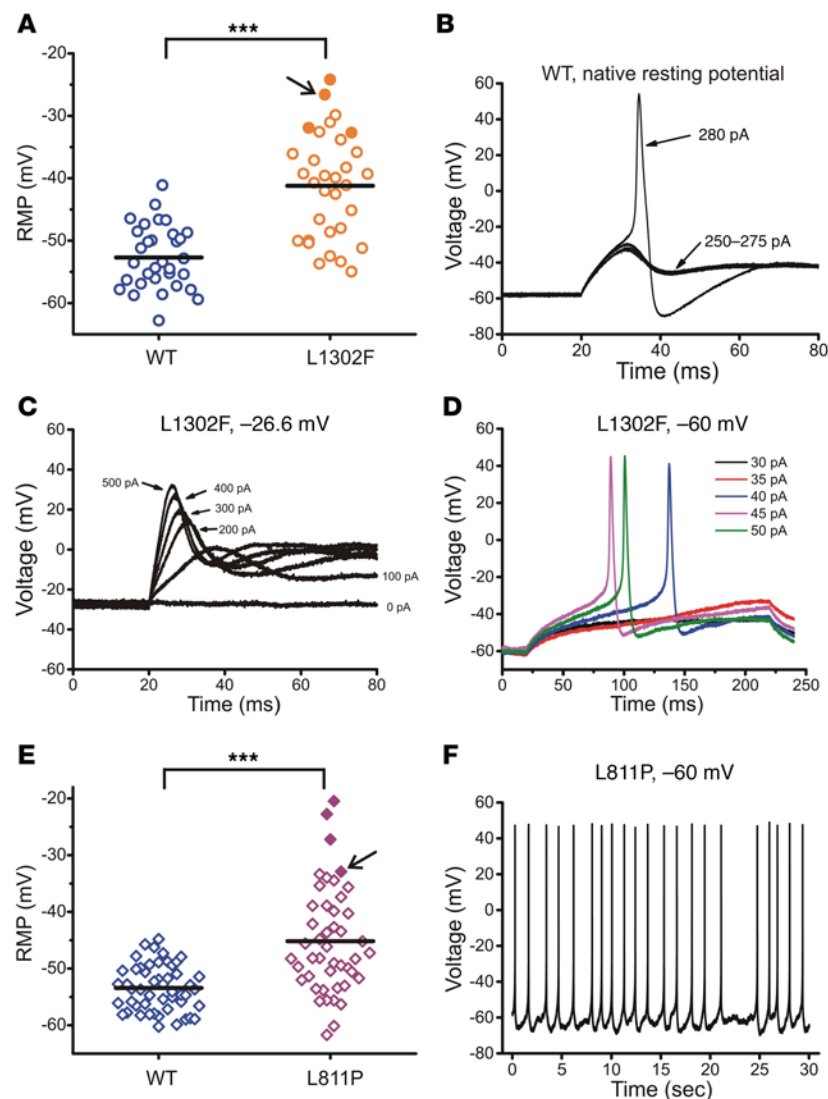 A
***
RMP (mV)
-20
-30
-40
-50
-60
WT
L1302F
B
WT, native resting potential
Voltage (mV)
60
40
20
0
-20
-40
-60
-80
280 pA
250–275 pA
0 20 40 60 80
Time (ms)
C
L1302F, –26.6 mV
Voltage (mV)
60
40
20
0
-20
-40
-60
500 pA
400 pA
300 pA
200 pA
100 pA
0 pA
0 20 40 60 80
Time (ms)
D
L1302F, –60 mV
Voltage (mV)
60
40
20
0
-20
-40
-60
30 pA
35 pA
40 pA
45 pA
50 pA
0 50 100 150 200 250
Time (ms)
E
***
RMP (mV)
-20
-30
-40
-50
-60
WT
L811P
F
L811P, –60 mV
Voltage (mV)
60
40
20
0
-20
-40
-60
-80
0 5 10 15 20 25 30
Time (sec)